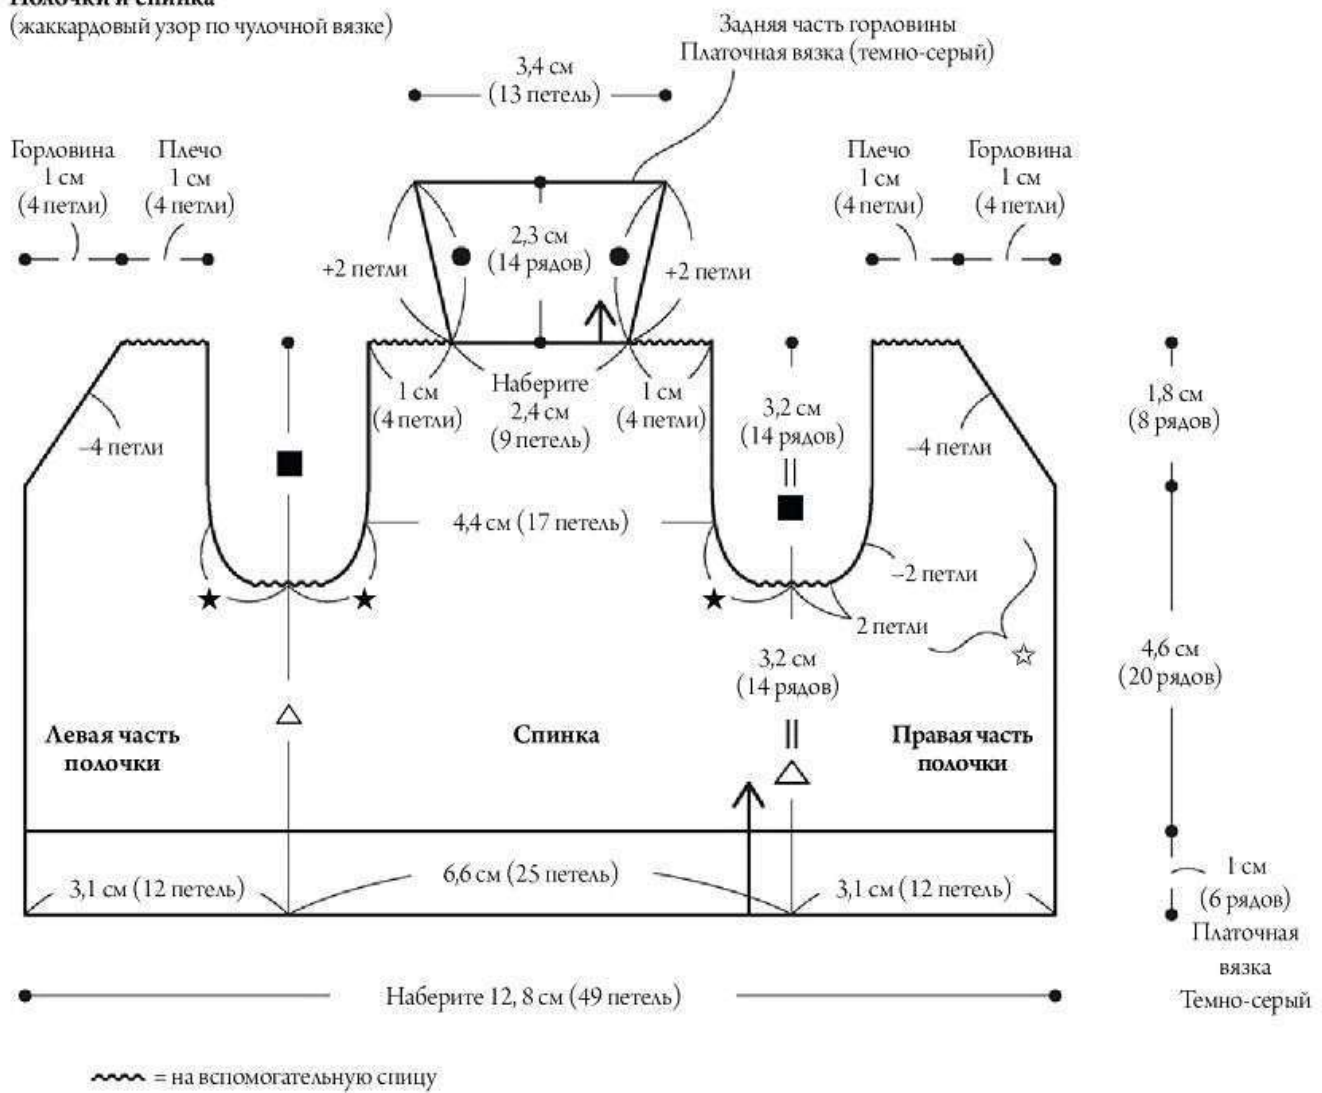 Полочки и спинка
(жаккардовый узор по чулочной вязке)
Задняя часть горловины
Платочная вязка (темно-серый)
3,4 см
(13 петель)
Горловина
1 см
(4 петли)
Плечо
1 см
(4 петли)
Плечо
1 см
(4 петли)
Горловина
1 см
(4 петли)
+2 петли
2,3 см
(14 рядов)
+2 петли
–4 петли
1 см
(4 петли)
Наберите
2,4 см
(9 петель)
1 см
(4 петли)
3,2 см
(14 рядов)
–4 петли
1,8 см
(8 рядов)
4,4 см (17 петель)
–2 петли
2 петли
3,2 см
(14 рядов)
4,6 см
(20 рядов)
Левая часть
полочки
Спинка
Правая часть
полочки
3,1 см (12 петель)
6,6 см (25 петель)
3,1 см (12 петель)
1 см
(6 рядов)
Платочная
вязка
Темно-серый
Наберите 12, 8 см (49 петель)
= на вспомогательную спицу